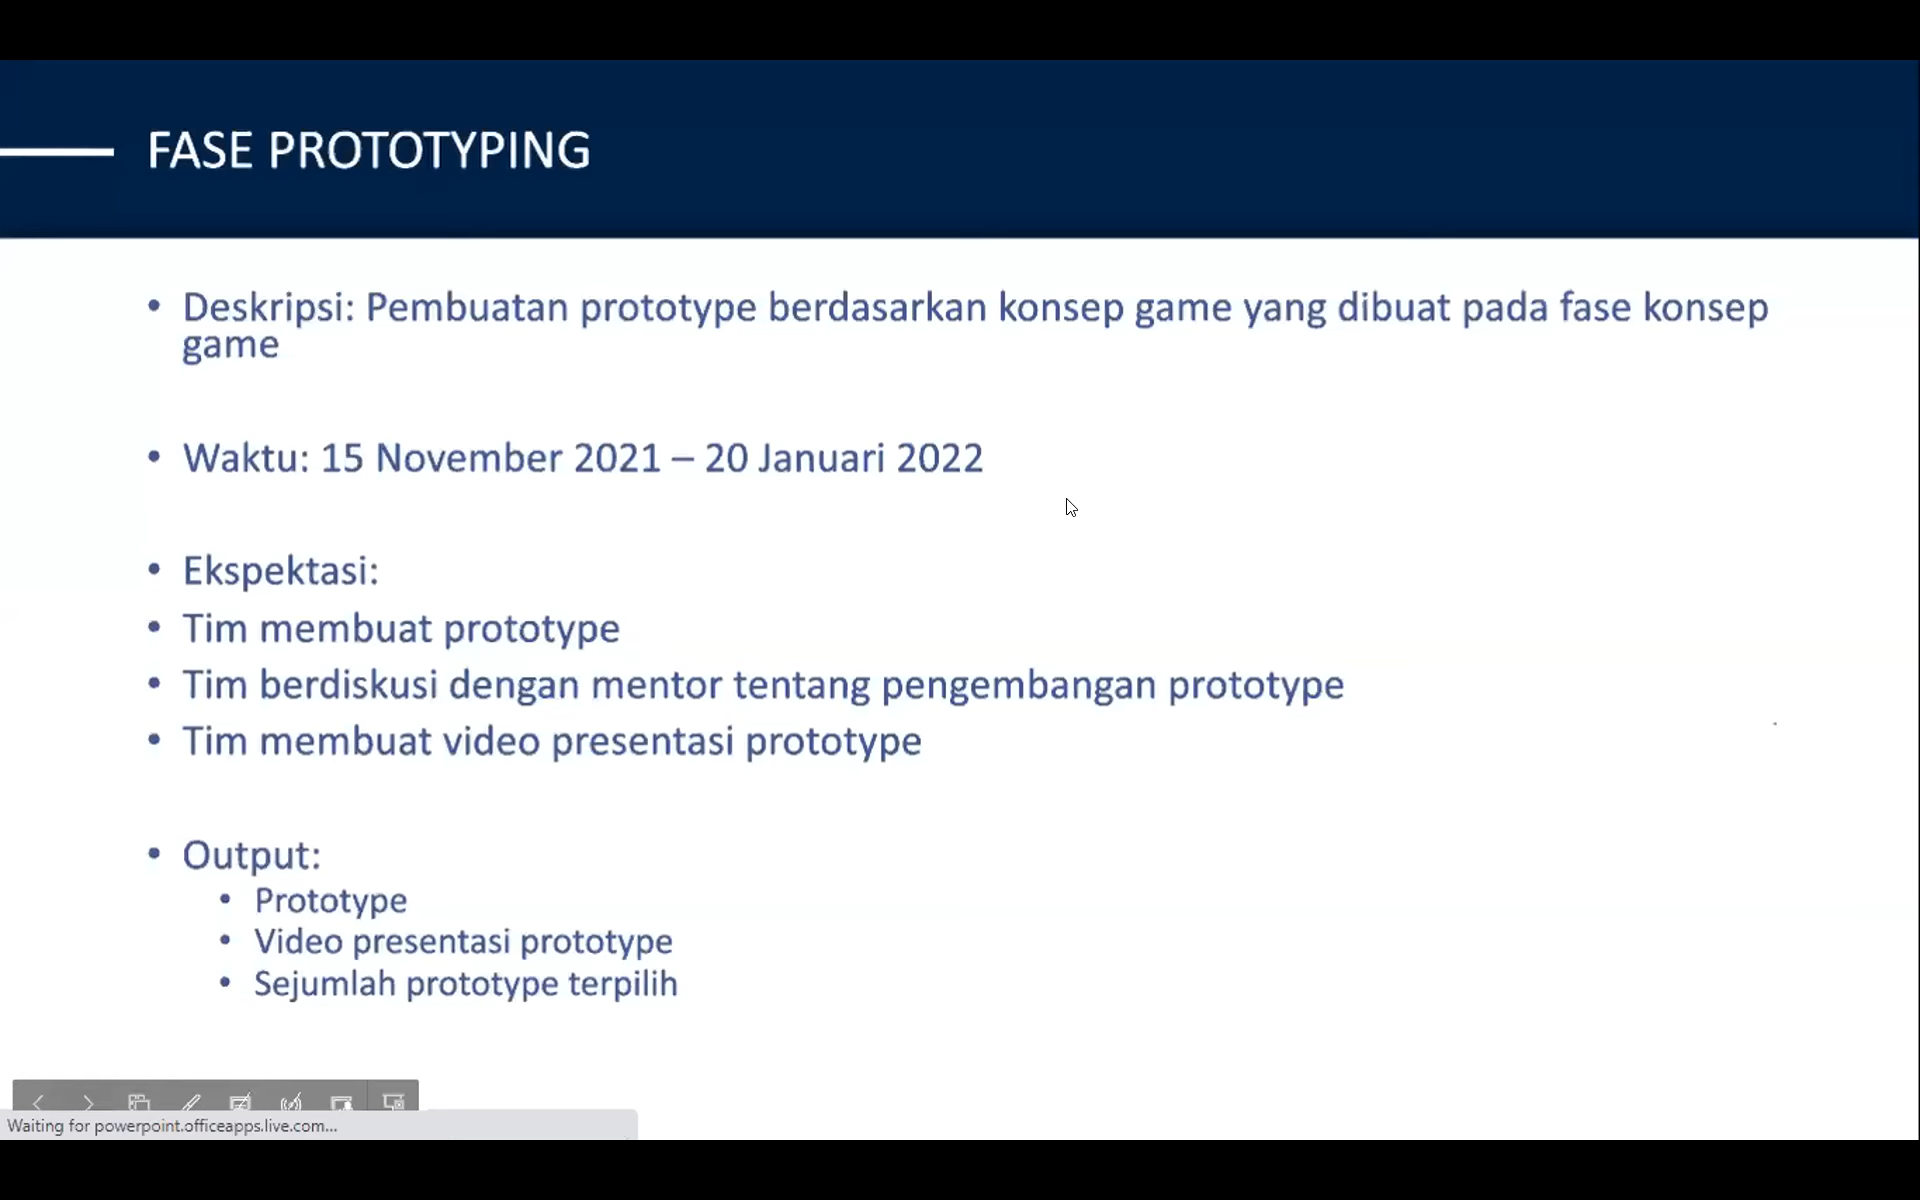 FASE PROTOTYPING
• Deskripsi: Pembuatan prototype berdasarkan konsep game yang dibuat pada fase konsep
game
• Waktu: 15 November 2021 – 20 Januari 2022
• Ekspektasi:
• Tim membuat prototype
• Tim berdiskusi dengan mentor tentang pengembangan prototype
• Tim membuat video presentasi prototype
• Output:
• Prototype
• Video presentasi prototype
• Sejumlah prototype terpilih
Waiting for powerpoint.officeapps.live.com...